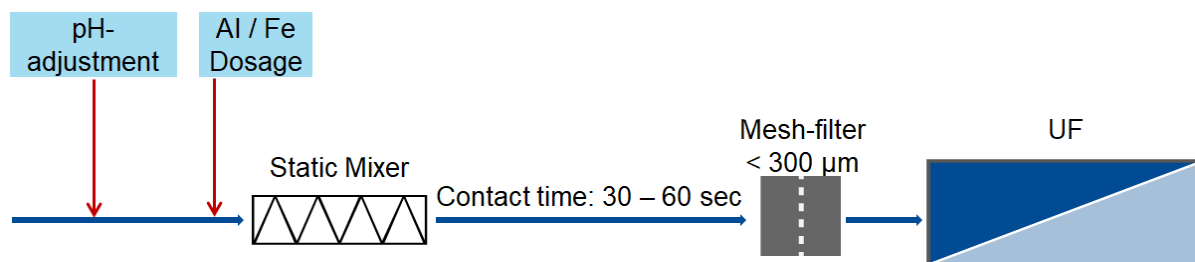 pH-
adjustment
Al / Fe
Dosage
Static Mixer
Contact time: 30 – 60 sec
Mesh-filter
< 300 µm
UF